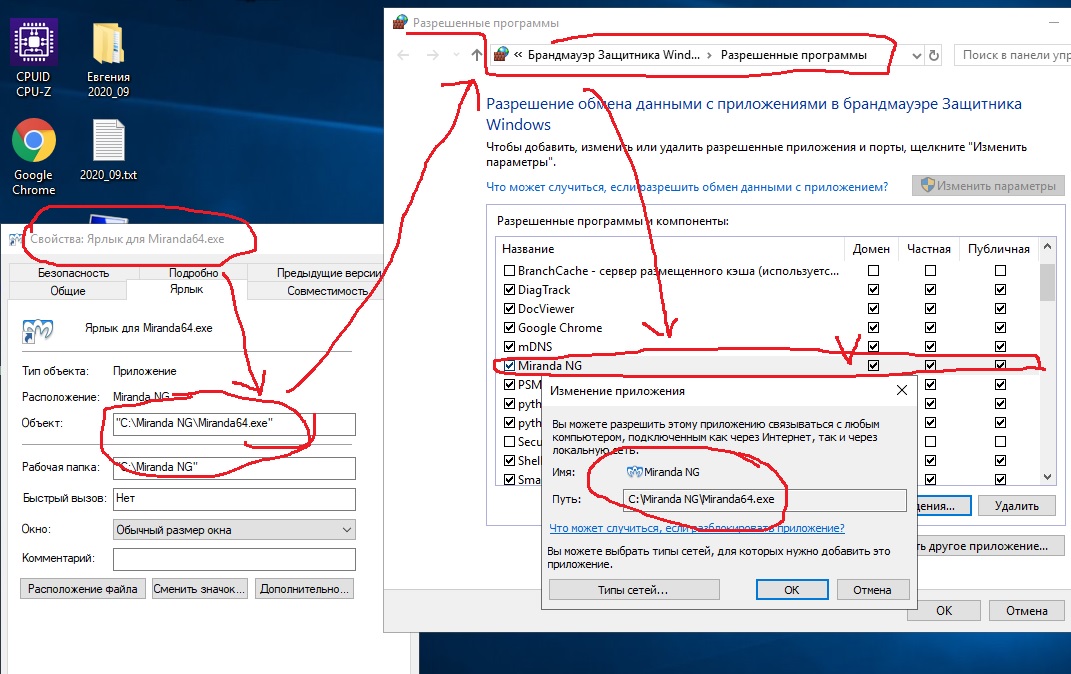 CPUID
CPU-Z
Евгения
2020_09
Google
Chrome
2020_09.txt
Свойства: Ярлык для Miranda64.exe
Безопасность
Подробно
Предыдущие версии
Общие
Ярлык
Совместимость
Ярлык для Miranda64.exe
Тип объекта:
Приложение
Расположение:
Miranda NG
Объект:
"C:\Miranda NG\Miranda64.exe"
Рабочая папка:
"C:\Miranda NG"
Быстрый вызов:
Нет
Окно:
Обычный размер окна
Комментарий:
Расположение файла
Сменить значок...
Дополнительно...
Разрешенные программы
« Брандмауэр Защитника Wind... › Разрешенные программы
Поиск в панели упр
Разрешение обмена данными с приложениями в брандмауэре Защитника
Windows
Чтобы добавить, изменить или удалить разрешенные приложения и порты, щелкните "Изменить
параметры".
Что может случиться, если разрешить обмен данными с приложением?
Изменить параметры
Разрешенные программы и компоненты:
Название
Домен
Частная
Публичная
BranchCache - сервер размещенного кэша (используетс...
DiagTrack
DocViewer
Google Chrome
mDNS
Miranda NG
PSM
pyth
pyth
Secu
Shel
Sma
дения...
Удалить
ть другое приложение...
ОК
Отмена
Изменение приложения
Вы можете разрешить этому приложению связываться с любым
компьютером, подключенным как через Интернет, так и через
локальную сеть.
Имя:
Miranda NG
Путь:
C:\Miranda NG\Miranda64.exe
Что может случиться, если разблокировать приложение?
Вы можете выбрать типы сетей, для которых нужно добавить это
приложение.
Типы сетей...
ОК
Отмена